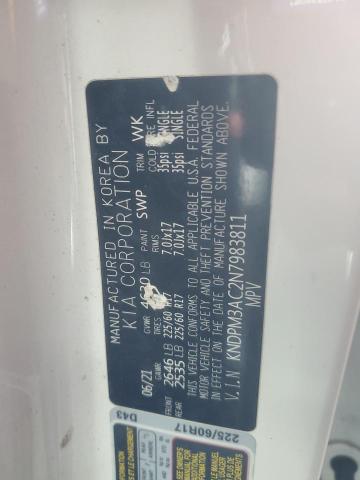 MANUFACTURED IN KOREA BY
KIA CORPORATION
06/21 GVWR LB PAINT SWP TRIM WK
GAWR TIRES RIMS COLD INFL
FRONT 2646 LB 225/60 R17 7.0Jx17 35psi SINGLE
REAR 2535 LB 225/60 R17 7.0Jx17 35psi SINGLE
THIS VEHICLE CONFORMS TO ALL APPLICABLE U.S.A. FEDERAL
MOTOR VEHICLE SAFETY AND THEFT PREVENTION STANDARDS
IN EFFECT ON THE DATE OF MANUFACTURE SHOWN ABOVE.
V.I.N KNDPM3AC2N7983811
MPV
D43
225/60R17